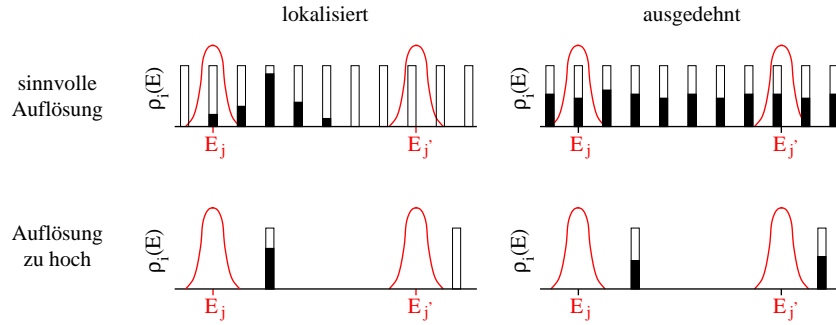 lokalisiert
ausgedehnt
sinnvolle
Auflösung
ρi(E)
Ej
Ej'
ρi(E)
Ej
Ej'
Auflösung
zu hoch
ρi(E)
Ej
Ej'
ρi(E)
Ej
Ej'